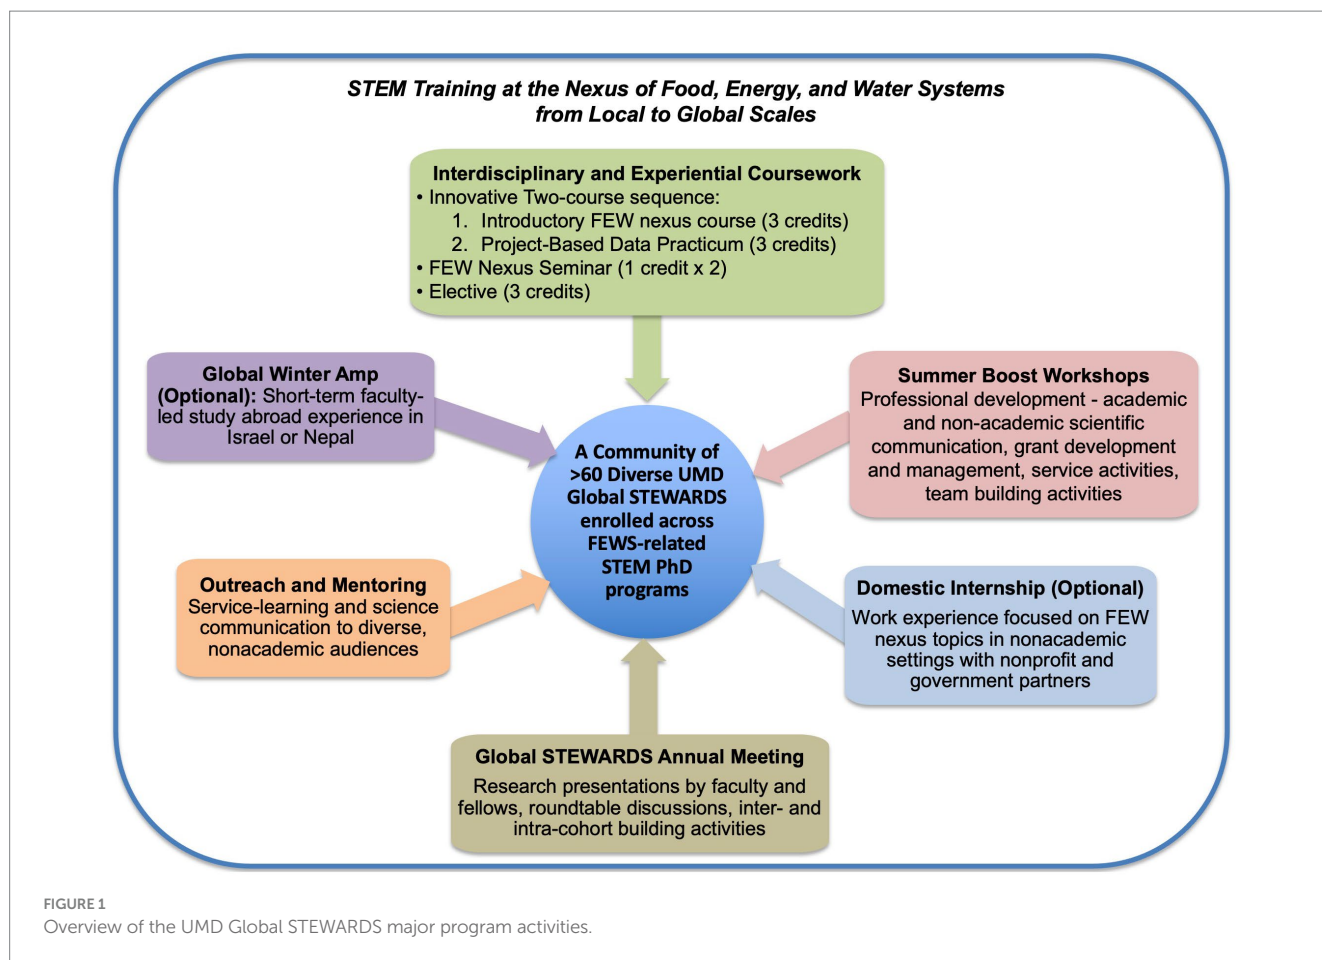 STEM Training at the Nexus of Food, Energy, and Water Systems
from Local to Global Scales
Interdisciplinary and Experiential Coursework
• Innovative Two-course sequence:
1. Introductory FEW nexus course (3 credits)
2. Project-Based Data Practicum (3 credits)
• FEW Nexus Seminar (1 credit x 2)
• Elective (3 credits)
Global Winter Amp
(Optional): Short-term faculty-
led study abroad experience in
Israel or Nepal
Summer Boost Workshops
Professional development - academic
and non-academic scientific
communication, grant development
and management, service activities,
team building activities
A Community of
>60 Diverse UMD
Global STEWARDS
enrolled across
FEWS-related
STEM PhD
programs
Outreach and Mentoring
Service-learning and science
communication to diverse,
nonacademic audiences
Domestic Internship (Optional)
Work experience focused on FEW
nexus topics in nonacademic
settings with nonprofit and
government partners
Global STEWARDS Annual Meeting
Research presentations by faculty and
fellows, roundtable discussions, inter- and
intra-cohort building activities
FIGURE 1
Overview of the UMD Global STEWARDS major program activities.